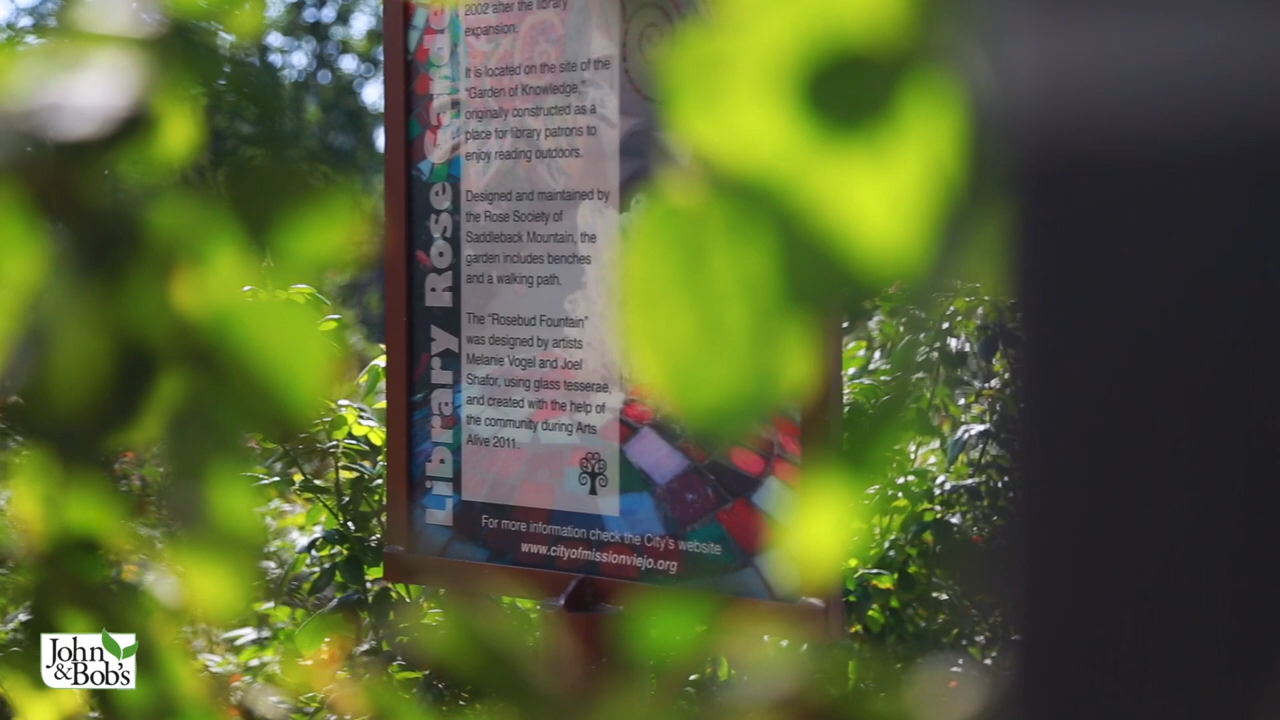 2002 after the library
expansion.
It is located on the site of the
"Garden of Knowledge,"
originally constructed as a
place for library patrons to
enjoy reading outdoors.
Designed and maintained by
the Rose Society of
Saddleback Mountain, the
garden includes benches
and a walking path.
The "Rosebud Fountain"
was designed by artists
Melanie Vogel and Joel
Shafor, using glass tesserae,
and created with the help of
the community during Arts
Alive 2011.
Library Rose Garde
For more information check the City's website
www.cityofmissionviejo.org
John
&Bob's